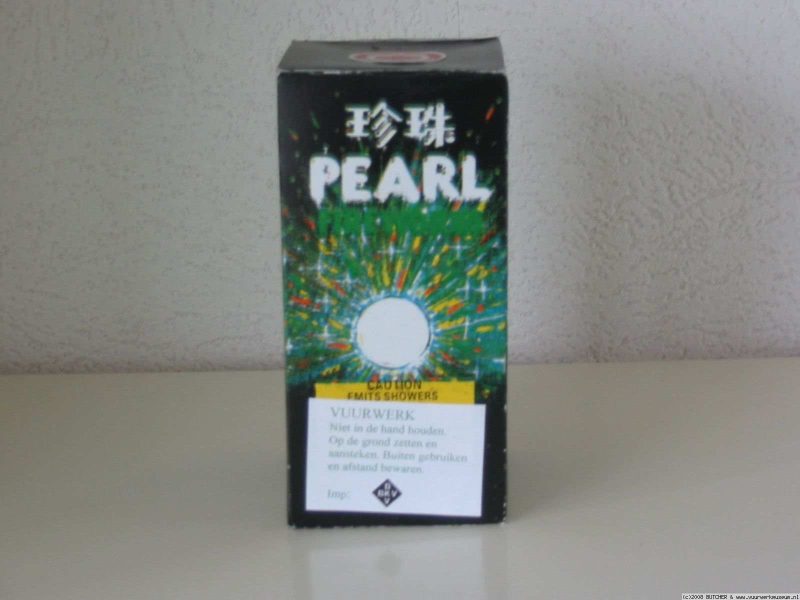 珍珠
PEARL
CAUTION
EMITS SHOWERS
VUURWERK
Niet in de hand houden.
Op de grond zetten en
aansteken. Buiten gebruiken
en afstand bewaren.
Imp:
(c)2008 BUTCHER & www.vuurwerkmuseum.nl